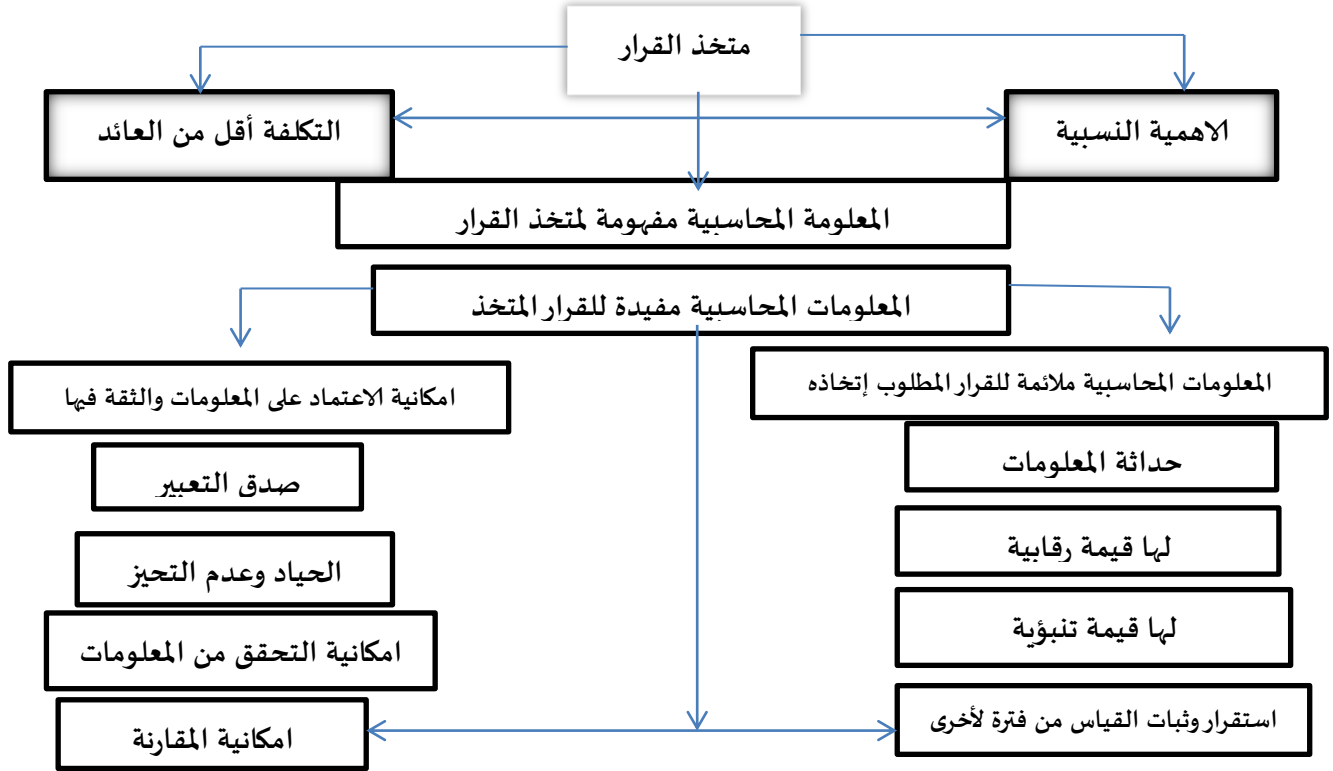 متخذ القرار
الاهمية النسبية
التكلفة أقل من العائد
المعلومة المحاسبية مفهومة لمتخذ القرار
المعلومات المحاسبية مفيدة للقرار المتخذ
المعلومات المحاسبية ملائمة للقرار المطلوب إتخاذه
امكانية الاعتماد على المعلومات والثقة فيها
حداثة المعلومات
صدق التعبير
لها قيمة رقابية
الحياد وعدم التحيز
لها قيمة تنبؤية
امكانية التحقق من المعلومات
استقرار وثبات القياس من فترة لأخرى
امكانية المقارنة